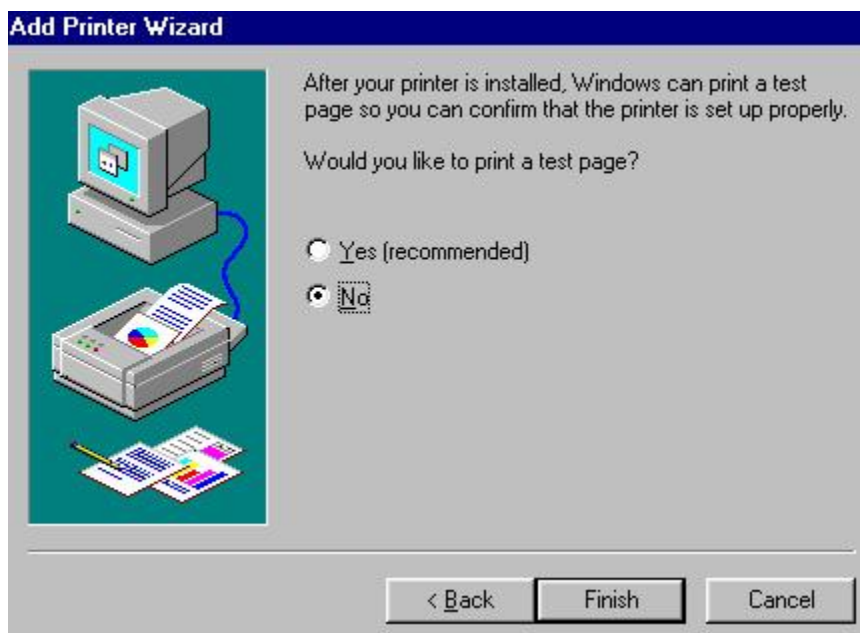 Add Printer Wizard
After your printer is installed, Windows can print a test
page so you can confirm that the printer is set up properly.
Would you like to print a test page?
Yes (recommended)
No
< Back
Finish
Cancel